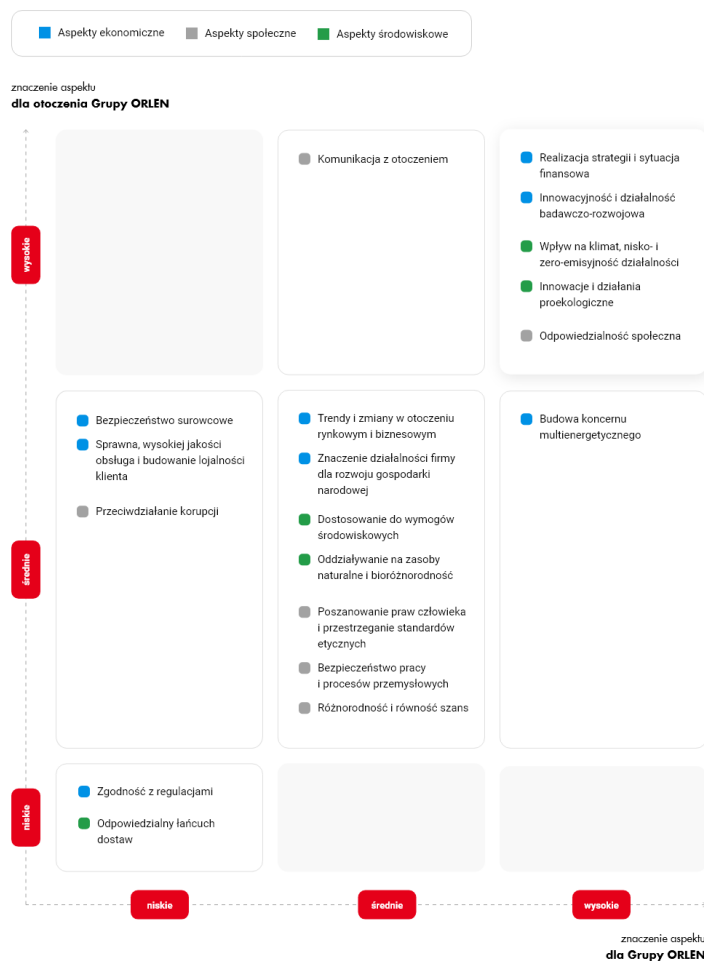 Aspekty ekonomiczne
Aspekty społeczne
Aspekty środowiskowe
znaczenie aspektu
dla otoczenia Grupy ORLEN
wysokie
Komunikacja z otoczeniem
Realizacja strategii i sytuacja
finansowa
Innowacyjność i działalność
badawczo-rozwojowa
Wpływ na klimat, nisko- i
zero-emisyjność działalności
Innowacje i działania
proekologiczne
Odpowiedzialność społeczna
średnie
Bezpieczeństwo surowcowe
Sprawna, wysokiej jakości
obsługa i budowanie lojalności
klienta
Przeciwdziałanie korupcji
Trendy i zmiany w otoczeniu
rynkowym i biznesowym
Znaczenie działalności firmy
dla rozwoju gospodarki
narodowej
Dostosowanie do wymogów
środowiskowych
Oddziaływanie na zasoby
naturalne i bioróżnorodność
Poszanowanie praw człowieka
i przestrzeganie standardów
etycznych
Bezpieczeństwo pracy
i procesów przemysłowych
Różnorodność i równość szans
Budowa koncernu
multienergetycznego
niskie
Zgodność z regulacjami
Odpowiedzialny łańcuch
dostaw
niskie
średnie
wysokie
znaczenie aspektu
dla Grupy ORLEN